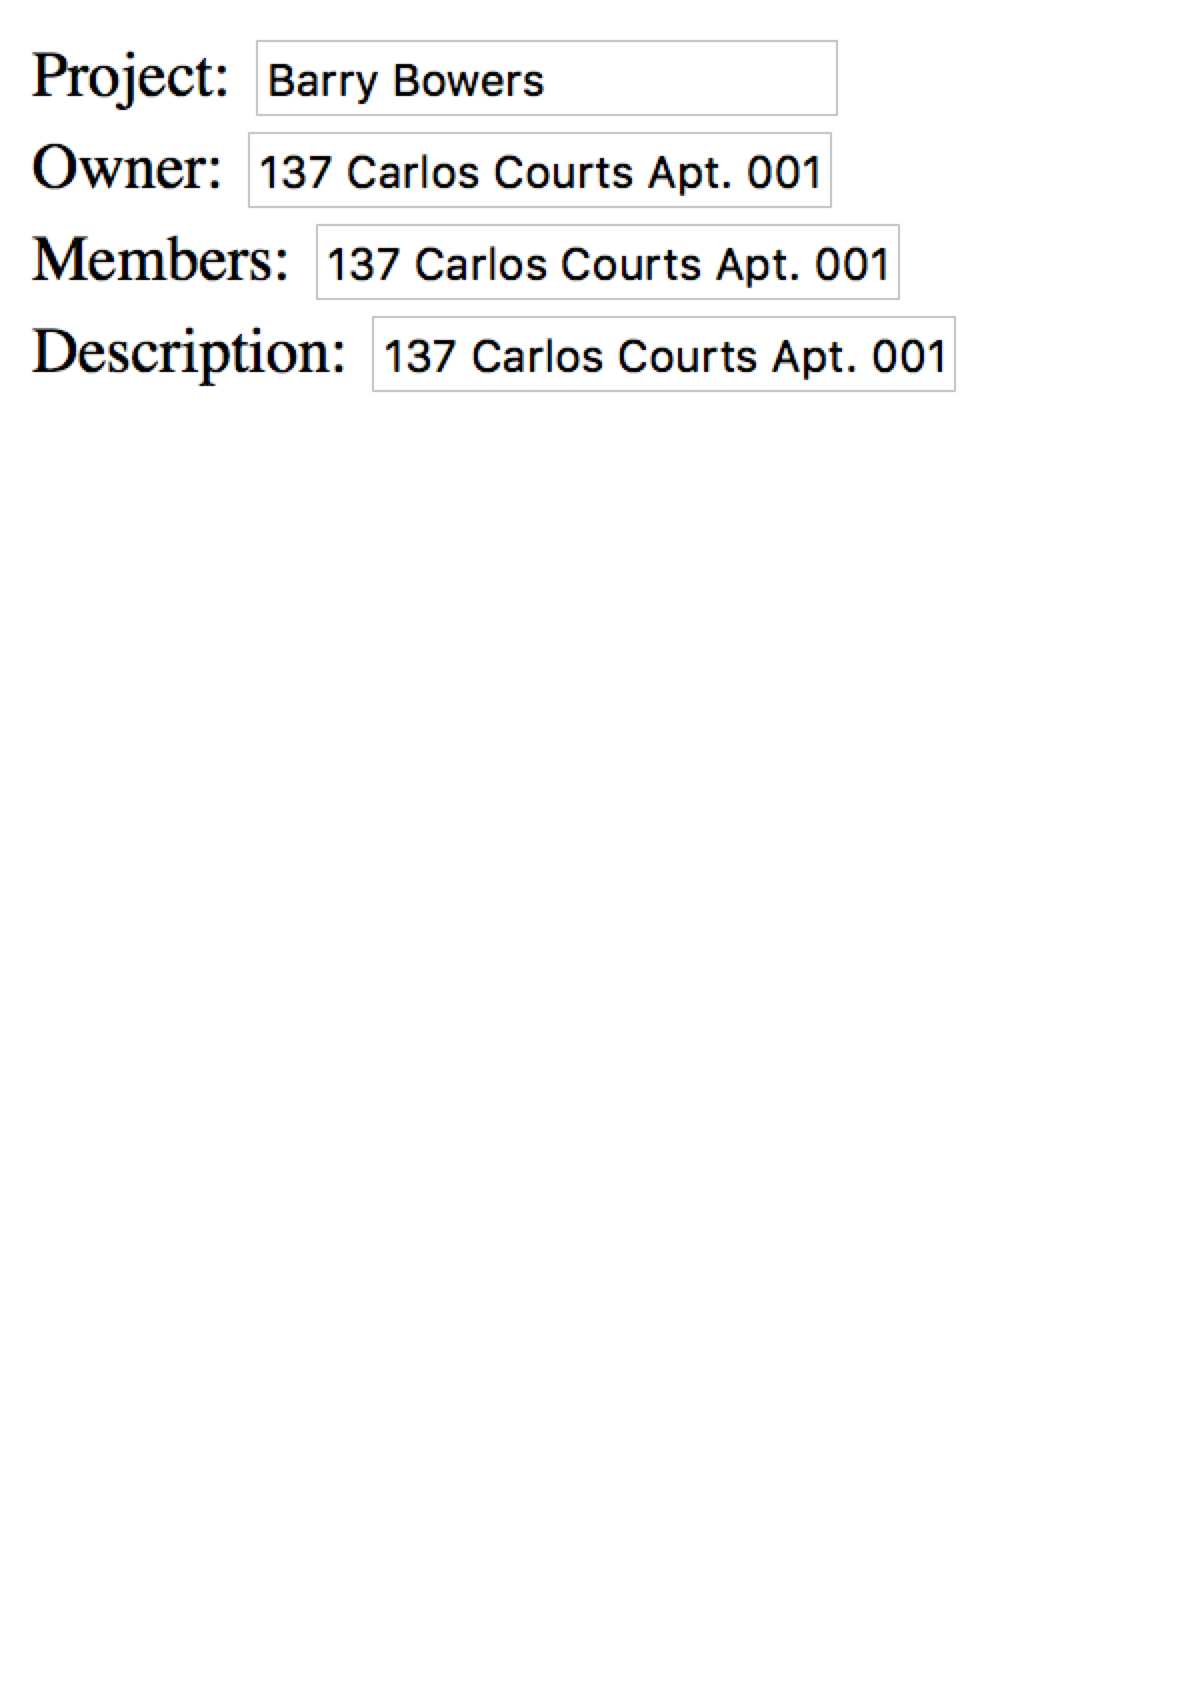 Project: Barry Bowers
Owner: 137 Carlos Courts Apt. 001
Members: 137 Carlos Courts Apt. 001
Description: 137 Carlos Courts Apt. 001